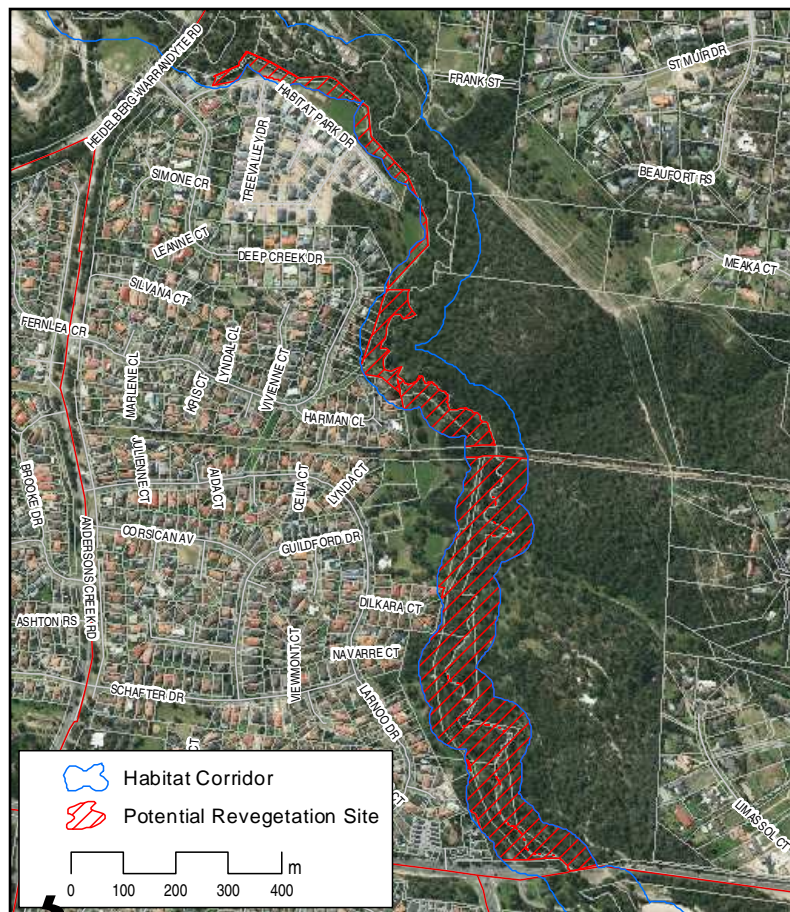 HEIDELBERG-WARRANDYTE RD
FRANK ST
ST MUIR DR
HABITAT PARK DR
TREEVALLEY DR
SIMONE CR
BEAUFORT RS
LEANNE CT
DEEP CREEK DR
MEAKA CT
SILVANA CT
FERNLEA CR
MARLENE CL
KRIS CT
LYNDAL CL
VIVIENNE CT
HARMAN CL
BROOKE DR
JULIENNE CT
AIDA CT
CELIA CT
LYNDA CT
ANDERSONS CREEK RD
CORSICAN AV
GUILDFORD DR
DILKARA CT
ASHTON RS
VIEWMONT CT
NAVARRE CT
SCHAFTER DR
LARNOO DR
CT
CT
LIMASSOL CT
Habitat Corridor
Potential Revegetation Site
m
0 100 200 300 400